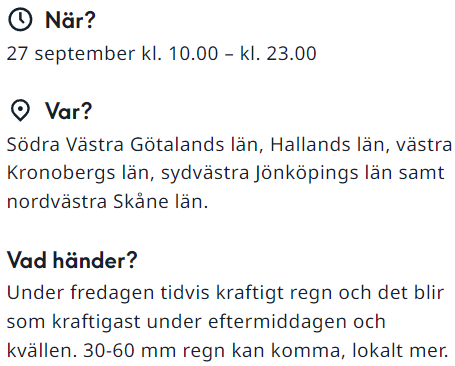 När?
27 september kl. 10.00 – kl. 23.00
Var?
Södra Västra Götalands län, Hallands län, västra
Kronobergs län, sydvästra Jönköpings län samt
nordvästra Skåne län.
Vad händer?
Under fredagen tidvis kraftigt regn och det blir
som kraftigast under eftermiddagen och
kvällen. 30-60 mm regn kan komma, lokalt mer.